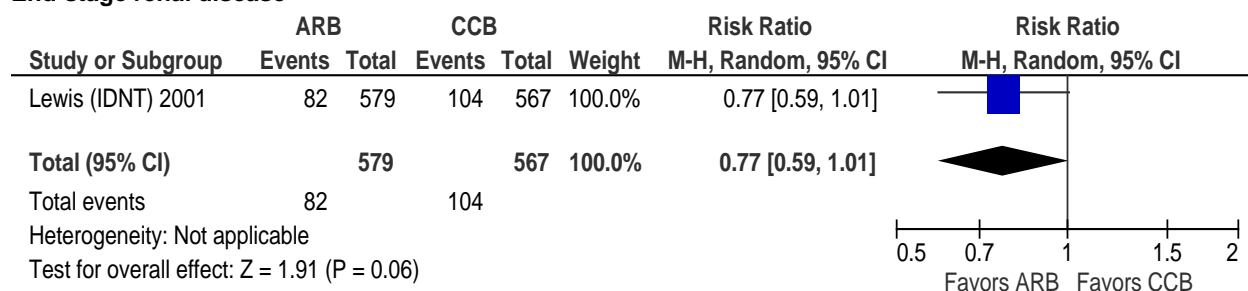 End-stage renal disease
ARB CCB Risk Ratio Risk Ratio
Study or Subgroup Events Total Events Total Weight M-H, Random, 95% CI M-H, Random, 95% CI
Lewis (IDNT) 2001 82 579 104 567 100.0% 0.77 [0.59, 1.01]
Total (95% CI) 579 567 100.0% 0.77 [0.59, 1.01]
Total events 82 104
Heterogeneity: Not applicable
Test for overall effect: Z = 1.91 (P = 0.06)
0.5 0.7 1 1.5 2
Favors ARB Favors CCB